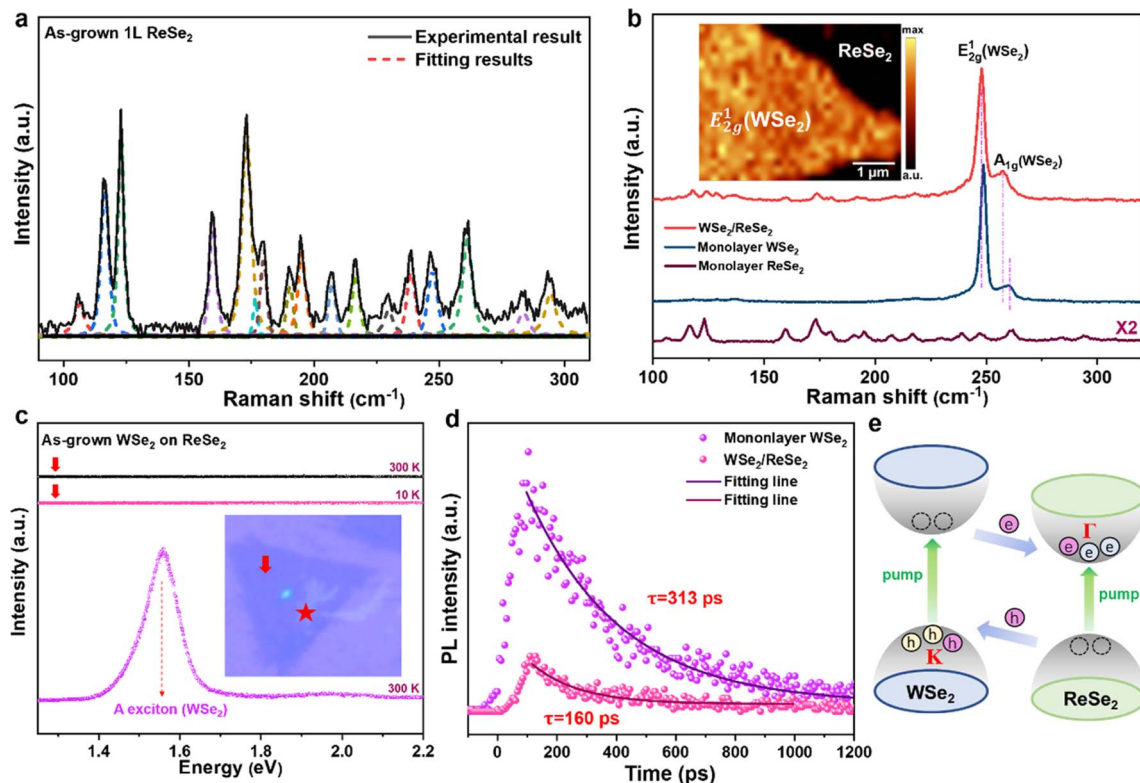 a
As-grown 1L ReSe₂
Experimental result
Fitting results
Intensity (a.u.)
100 150 200 250 300
Raman shift (cm⁻¹)
b
max
ReSe₂
E¹₂g(WSe₂)
1 µm
a.u.
E¹₂g(WSe₂)
A₁g(WSe₂)
WSe₂/ReSe₂
Monolayer WSe₂
Monolayer ReSe₂
X2
Intensity (a.u.)
100 150 200 250 300
Raman shift (cm⁻¹)
c
As-grown WSe₂ on ReSe₂
300 K
10 K
300 K
A exciton (WSe₂)
Intensity (a.u.)
1.4 1.6 1.8 2.0 2.2
Energy (eV)
d
Mononlayer WSe₂
WSe₂/ReSe₂
Fitting line
Fitting line
τ=313 ps
τ=160 ps
PL intensity (a.u.)
0 200 400 600 800 1000 1200
Time (ps)
e
e
Γ
e e e
pump
pump
h
h h h
K
WSe₂
ReSe₂